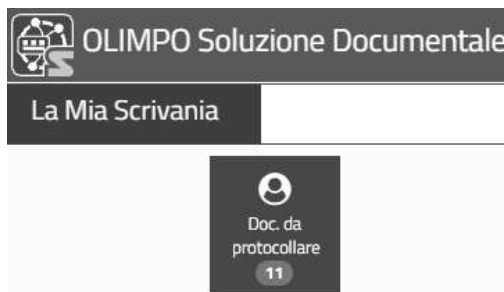 OLIMPO Soluzione Documentale
La Mia Scrivania
Doc. da
protocollare
11